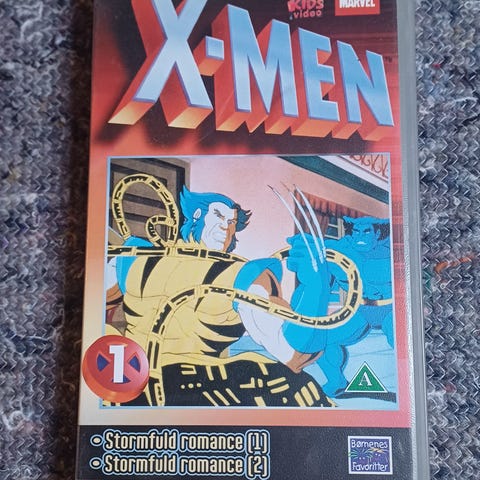 KIDS
video
MARVEL
X-MEN
1
A
• Stormfuld romance (1)
• Stormfuld romance (2)
Børnenes
Favoritter